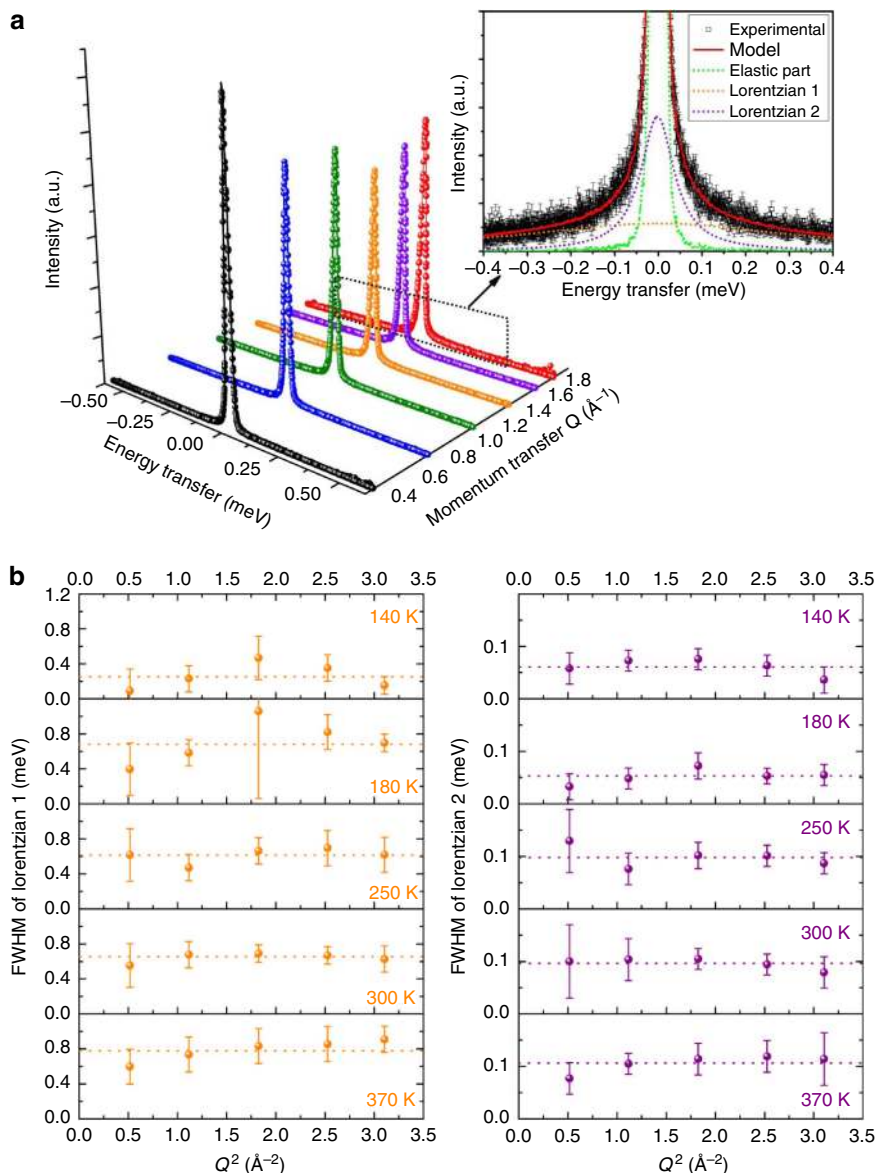 a
Intensity (a.u.)
−0.50
−0.25
0.00
0.25
0.50
Energy transfer (meV)
0.4
0.6
0.8
1.0
1.2
1.4
1.6
1.8
Momentum transfer Q (Å⁻¹)
Experimental
Model
Elastic part
Lorentzian 1
Lorentzian 2
Intensity (a.u.)
−0.4 −0.3 −0.2 −0.1 0.0 0.1 0.2 0.3 0.4
Energy transfer (meV)
b
0.0 0.5 1.0 1.5 2.0 2.5 3.0 3.5
1.2
0.8
0.4
0.0
140 K
0.8
0.4
0.0
180 K
0.8
0.4
0.0
250 K
0.8
0.4
0.0
300 K
0.8
0.4
0.0
370 K
FWHM of lorentzian 1 (meV)
0.0 0.5 1.0 1.5 2.0 2.5 3.0 3.5
Q² (Å⁻²)
0.0 0.5 1.0 1.5 2.0 2.5 3.0 3.5
0.1
0.0
140 K
0.1
0.0
180 K
0.1
0.0
250 K
0.1
0.0
300 K
0.1
0.0
370 K
FWHM of lorentzian 2 (meV)
0.0 0.5 1.0 1.5 2.0 2.5 3.0 3.5
Q² (Å⁻²)